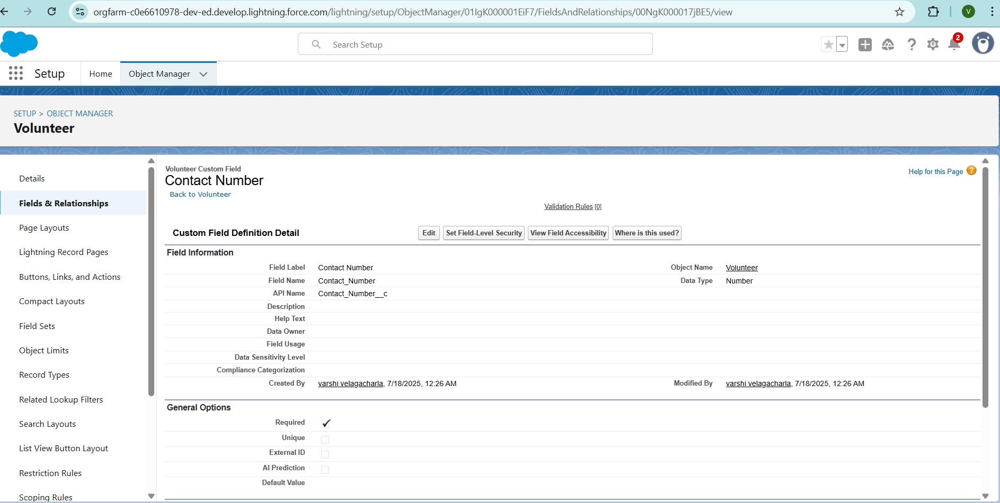 orgfarm-c0e6610978-dev-ed.develop.lightning.force.com/lightning/setup/ObjectManager/01IgK000001EiF7/FieldsAndRelationships/00NgK000017jBE5/view
V
Search Setup
2
Setup
Home
Object Manager
SETUP > OBJECT MANAGER
Volunteer
Details
Fields & Relationships
Page Layouts
Lightning Record Pages
Buttons, Links, and Actions
Compact Layouts
Field Sets
Object Limits
Record Types
Related Lookup Filters
Search Layouts
List View Button Layout
Restriction Rules
Scoping Rules
Volunteer Custom Field
Contact Number
Back to Volunteer
Help for this Page ?
Validation Rules [0]
Custom Field Definition Detail
Edit
Set Field-Level Security
View Field Accessibility
Where is this used?
Field Information
Field Label Contact Number Object Name Volunteer
Field Name Contact_Number Data Type Number
API Name Contact_Number__c
Description
Help Text
Data Owner
Field Usage
Data Sensitivity Level
Compliance Categorization
Created By varshi velagacharla, 7/18/2025, 12:26 AM Modified By varshi velagacharla, 7/18/2025, 12:26 AM
General Options
Required
Unique
External ID
AI Prediction
Default Value